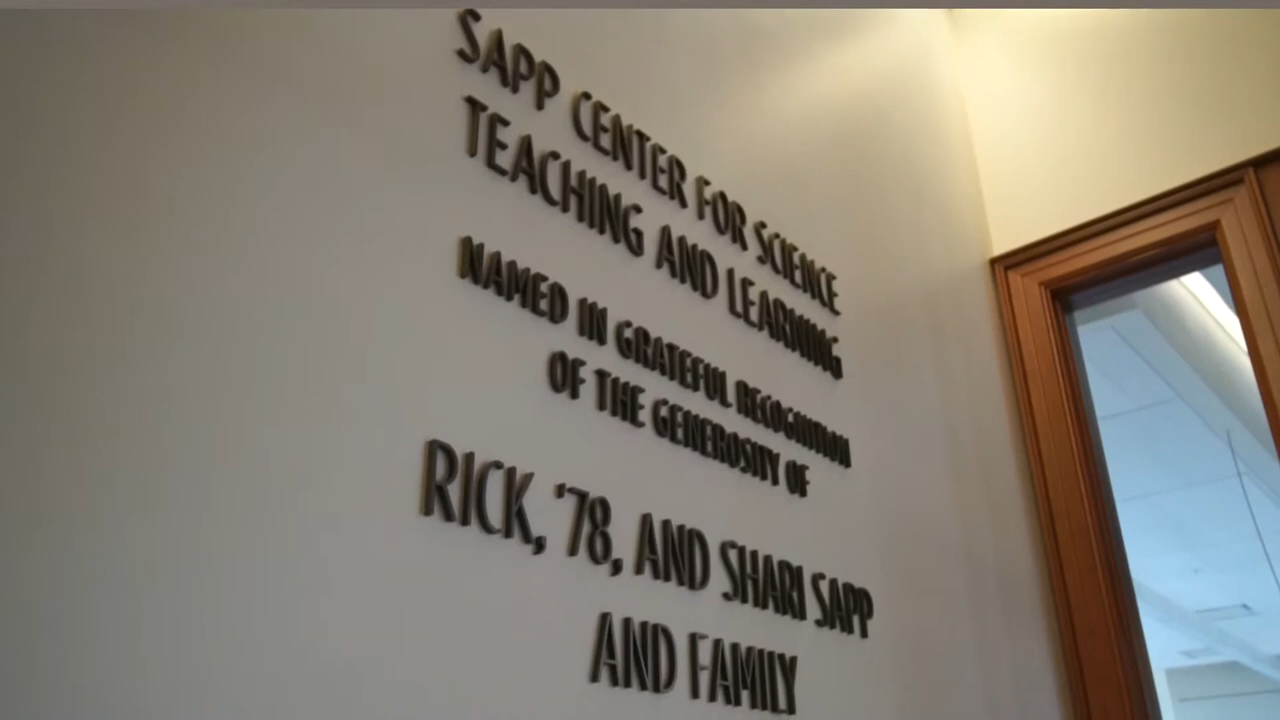 SAPP CENTER FOR SCIENCE
TEACHING AND LEARNING
NAMED IN GRATEFUL RECOGNITION
OF THE GENEROSITY OF
RICK, '78, AND SHARI SAPP
AND FAMILY